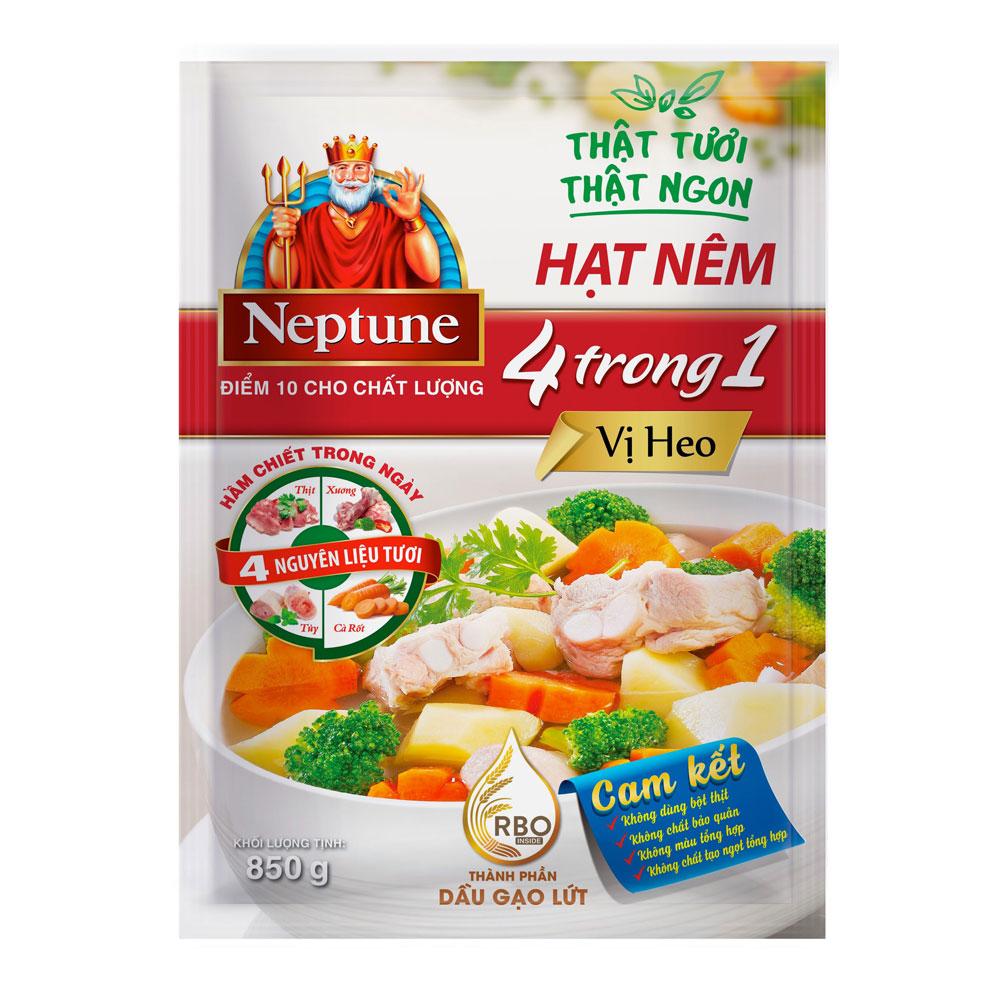 THẬT TƯƠI
THẬT NGON
HẠT NÊM
Neptune
ĐIỂM 10 CHO CHẤT LƯỢNG
4 trong 1
Vị Heo
HẦM CHIẾT TRONG NGÀY
Thịt
Xương
4 NGUYÊN LIỆU TƯƠI
Tủy
Cà Rốt
Cam kết
Không dùng bột thịt
Không chất bảo quản
Không màu tổng hợp
Không chất tạo ngọt tổng hợp
RBO
INSIDE
THÀNH PHẦN
DẦU GẠO LỨT
KHỐI LƯỢNG TỊNH:
850 g